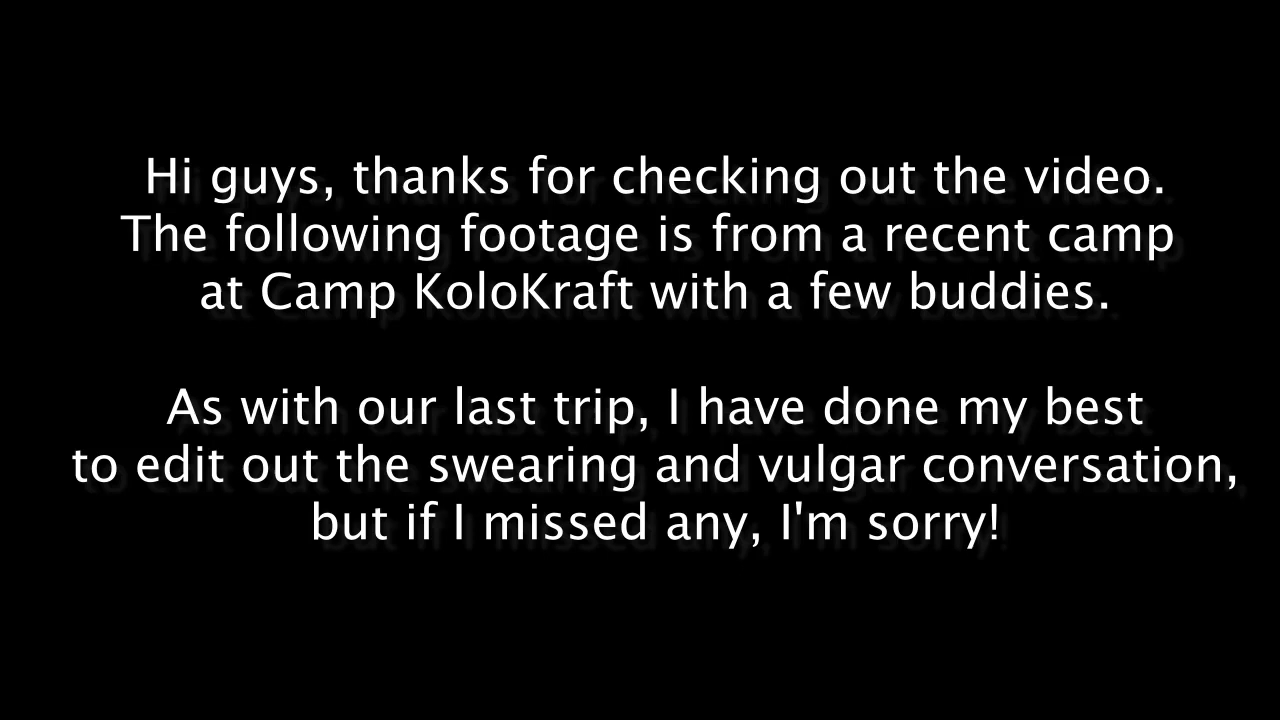 Hi guys, thanks for checking out the video.
The following footage is from a recent camp
at Camp KoloKraft with a few buddies.
As with our last trip, I have done my best
to edit out the swearing and vulgar conversation,
but if I missed any, I'm sorry!